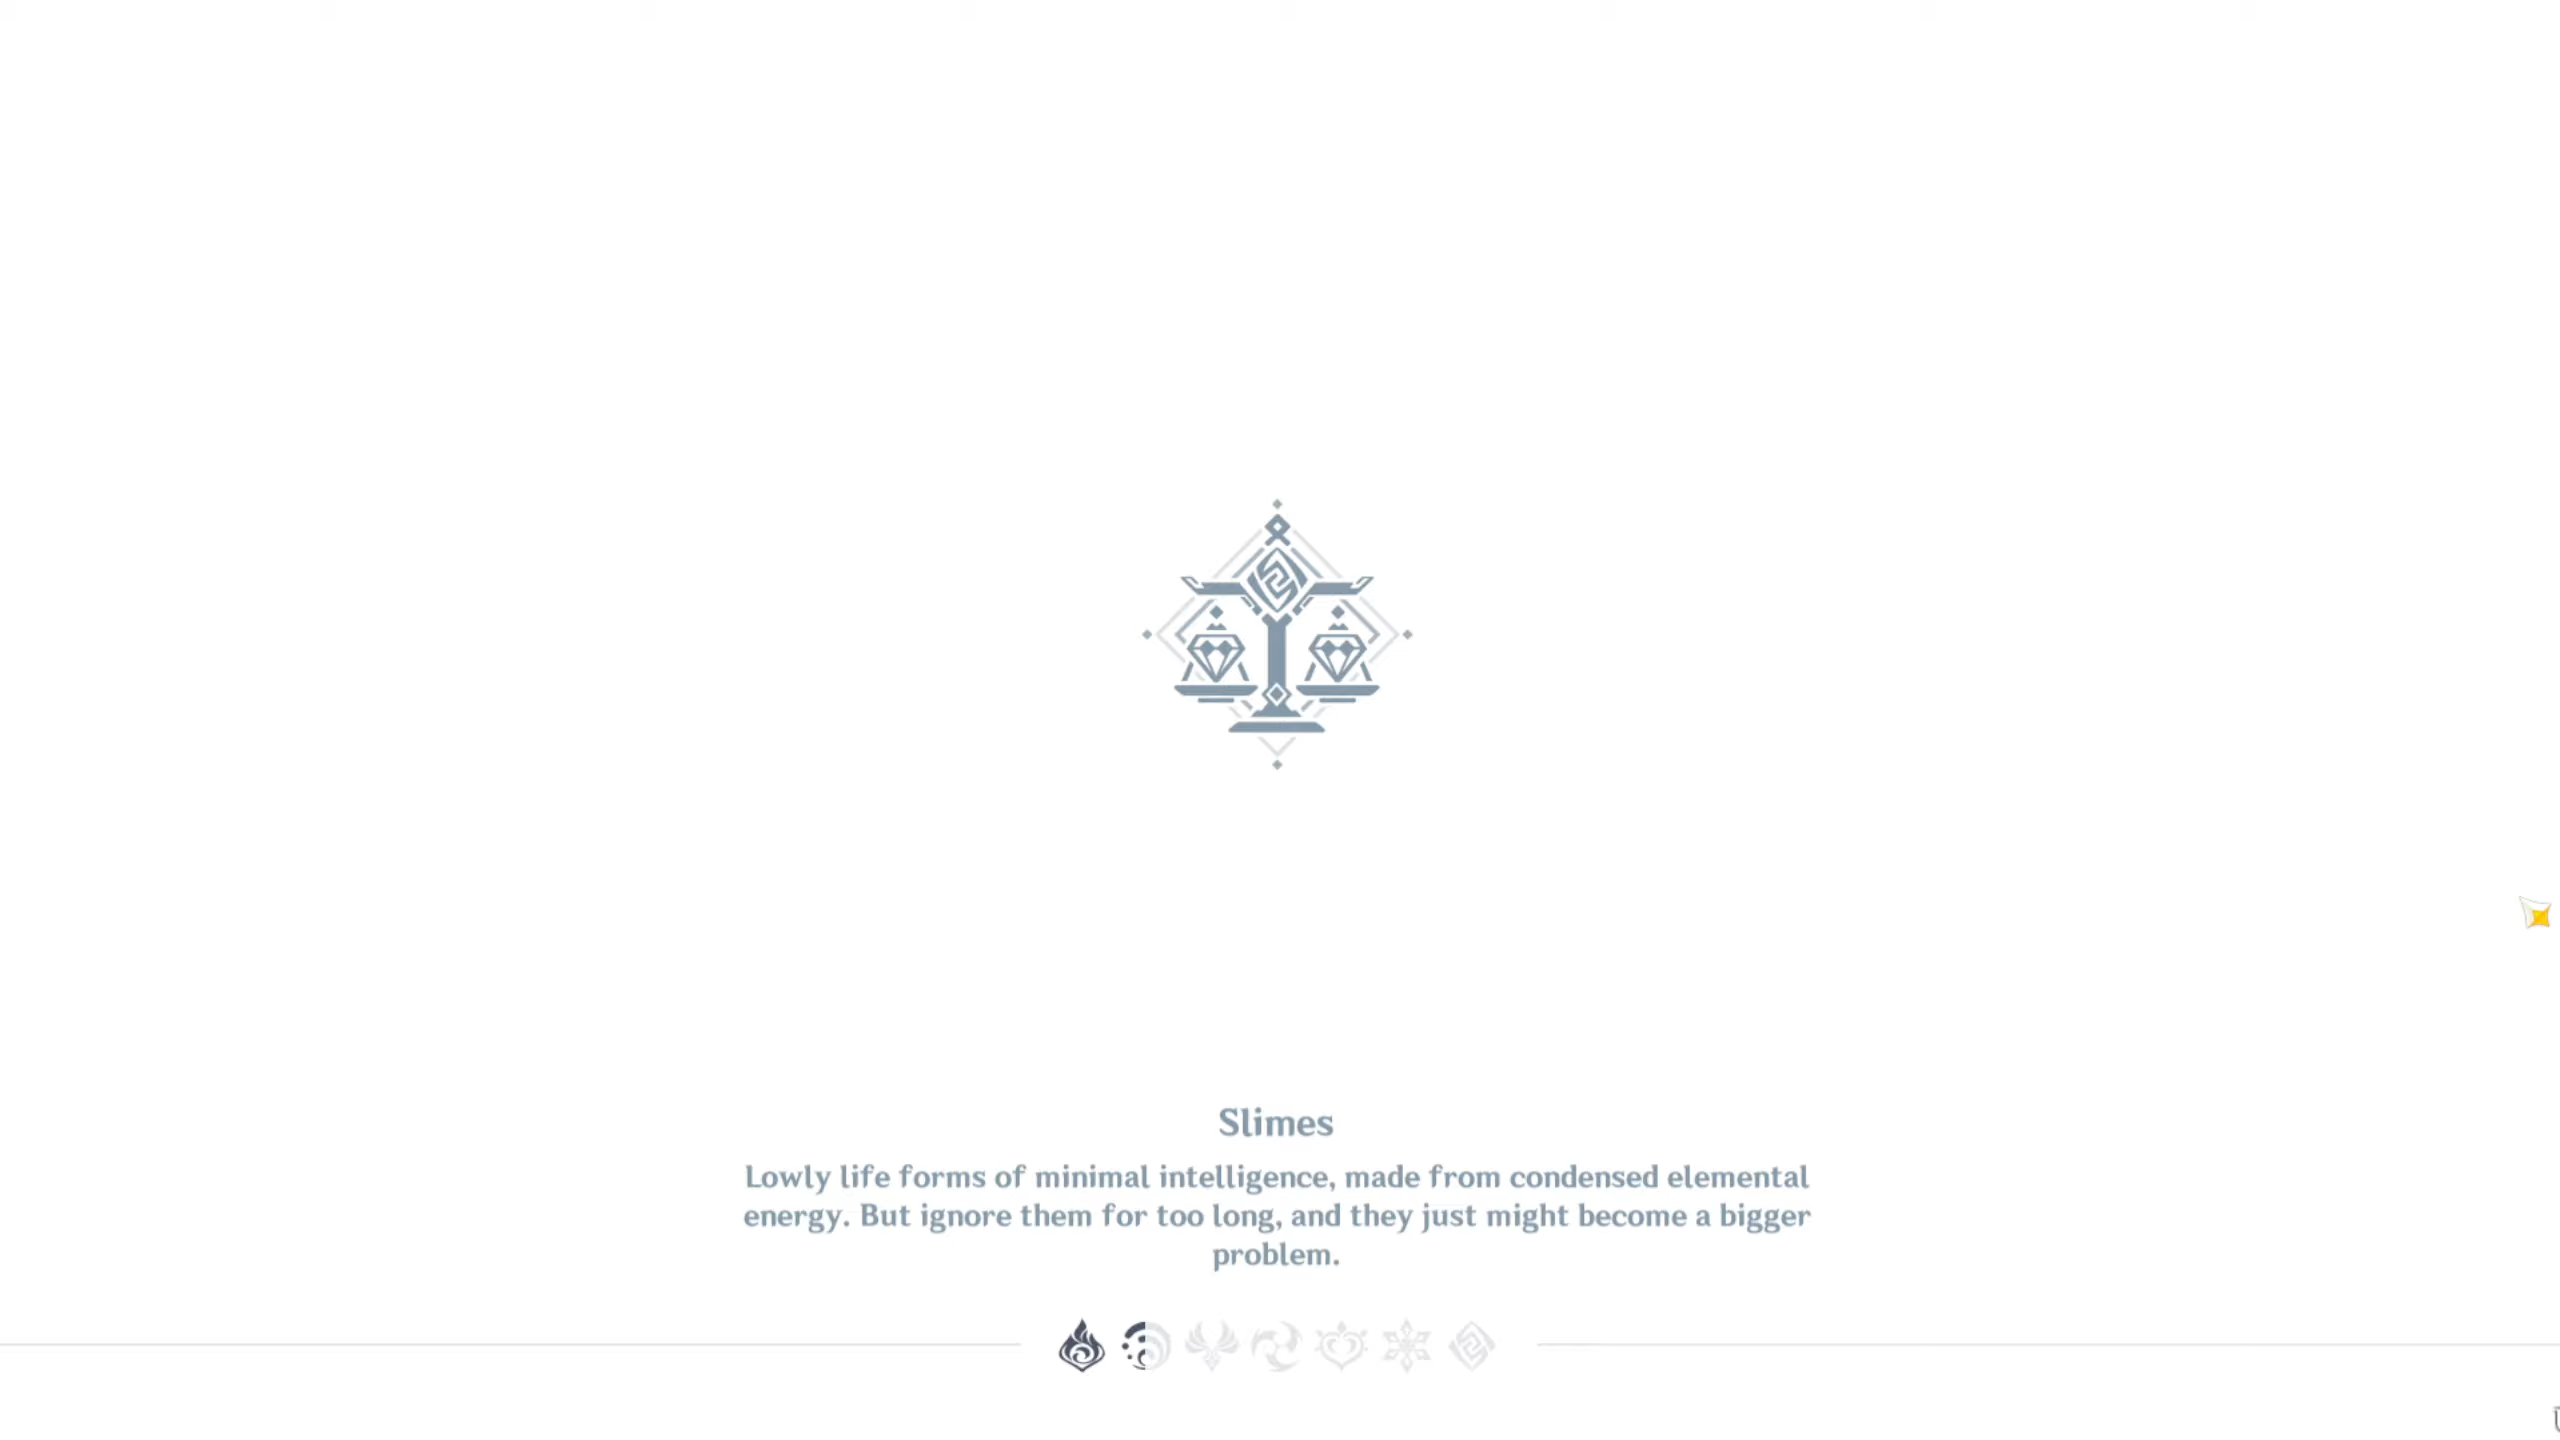 Slimes
Lowly life forms of minimal intelligence, made from condensed elemental
energy. But ignore them for too long, and they just might become a bigger
problem.